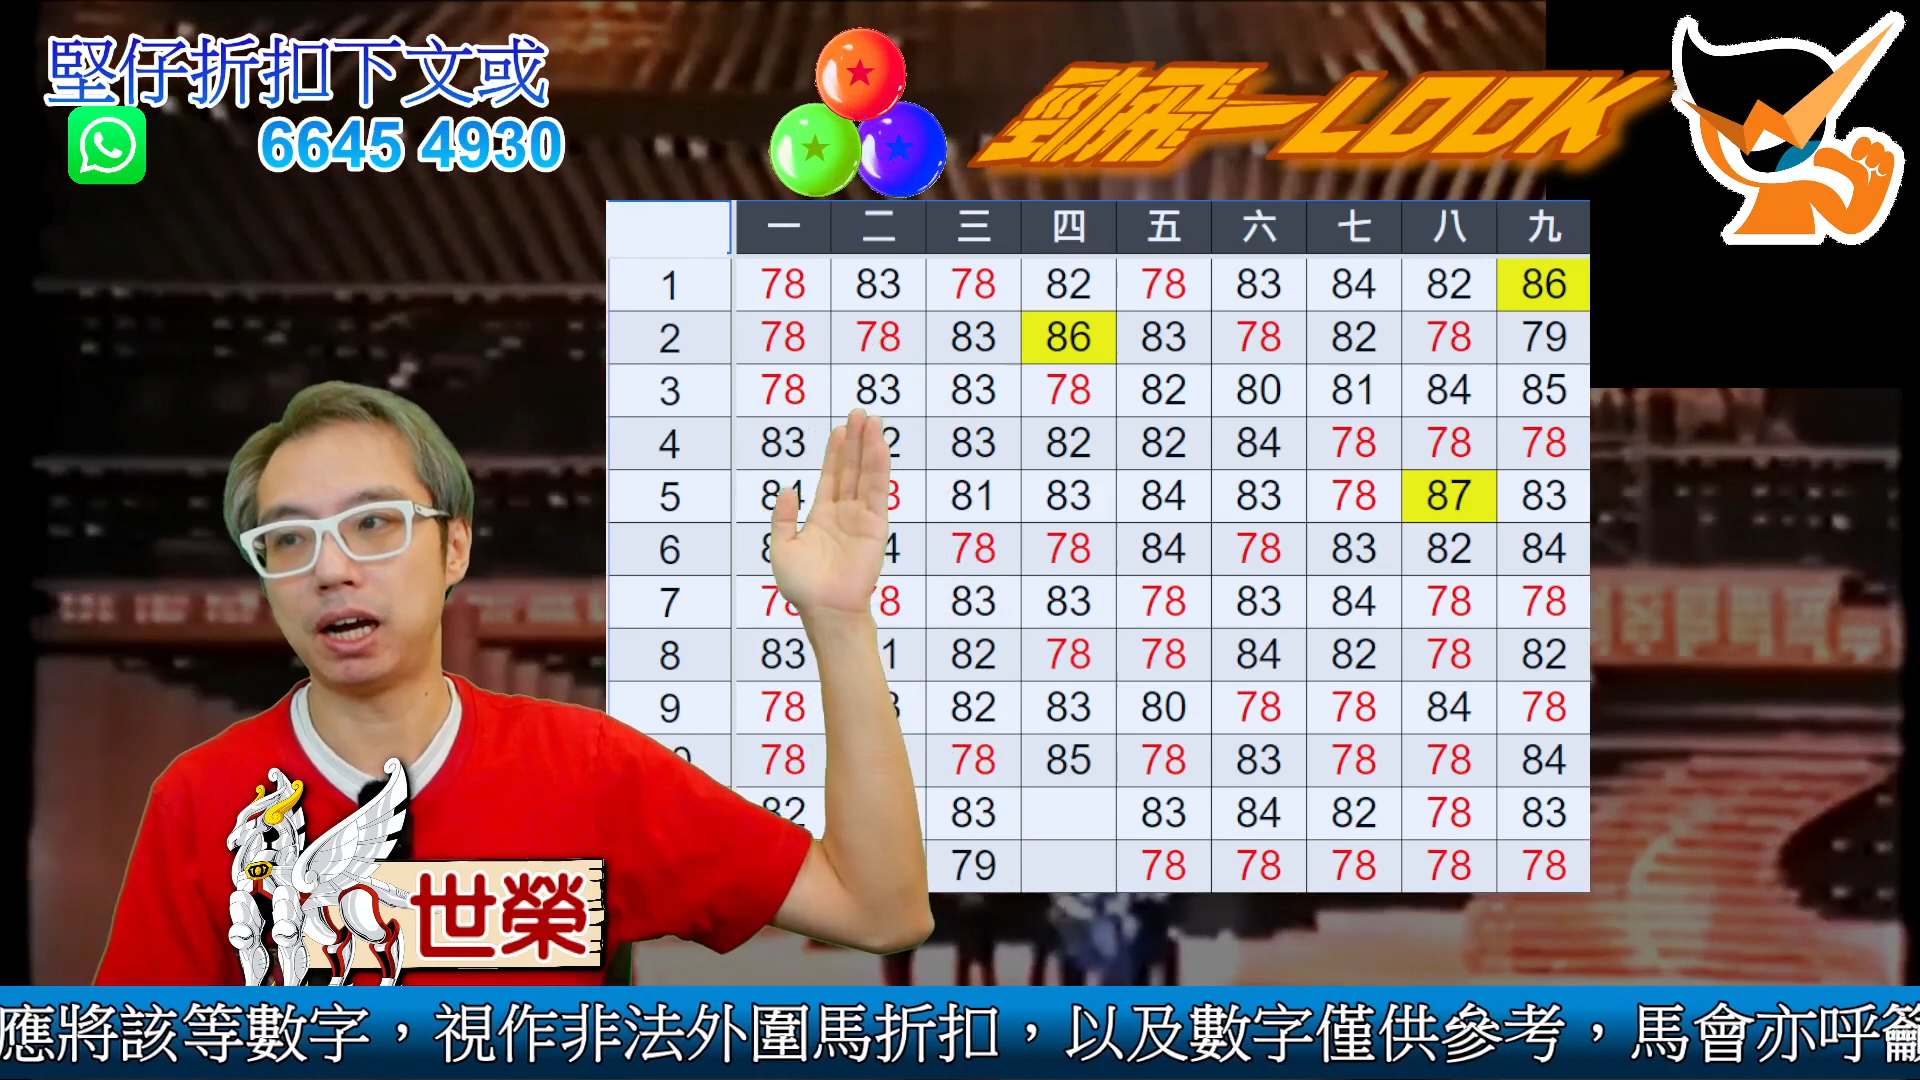 堅仔折扣下文或
6645 4930
勁飛一LOOK
一 二 三 四 五 六 七 八 九
1 78 83 78 82 78 83 84 82 86
2 78 78 83 86 83 78 82 78 79
3 78 83 83 78 82 80 81 84 85
4 83 83 82 82 84 78 78 78
5 84 81 83 84 83 78 87 83
6 78 78 84 78 83 82 84
7 78 78 83 83 78 83 84 78 78
8 83 82 78 78 84 82 78 82
9 78 82 83 80 78 78 84 78
78 78 85 78 83 78 78 84
82 83 83 84 82 78 83
79 78 78 78 78 78
世榮
應將該等數字，視作非法外圍馬折扣，以及數字僅供參考，馬會亦呼籲